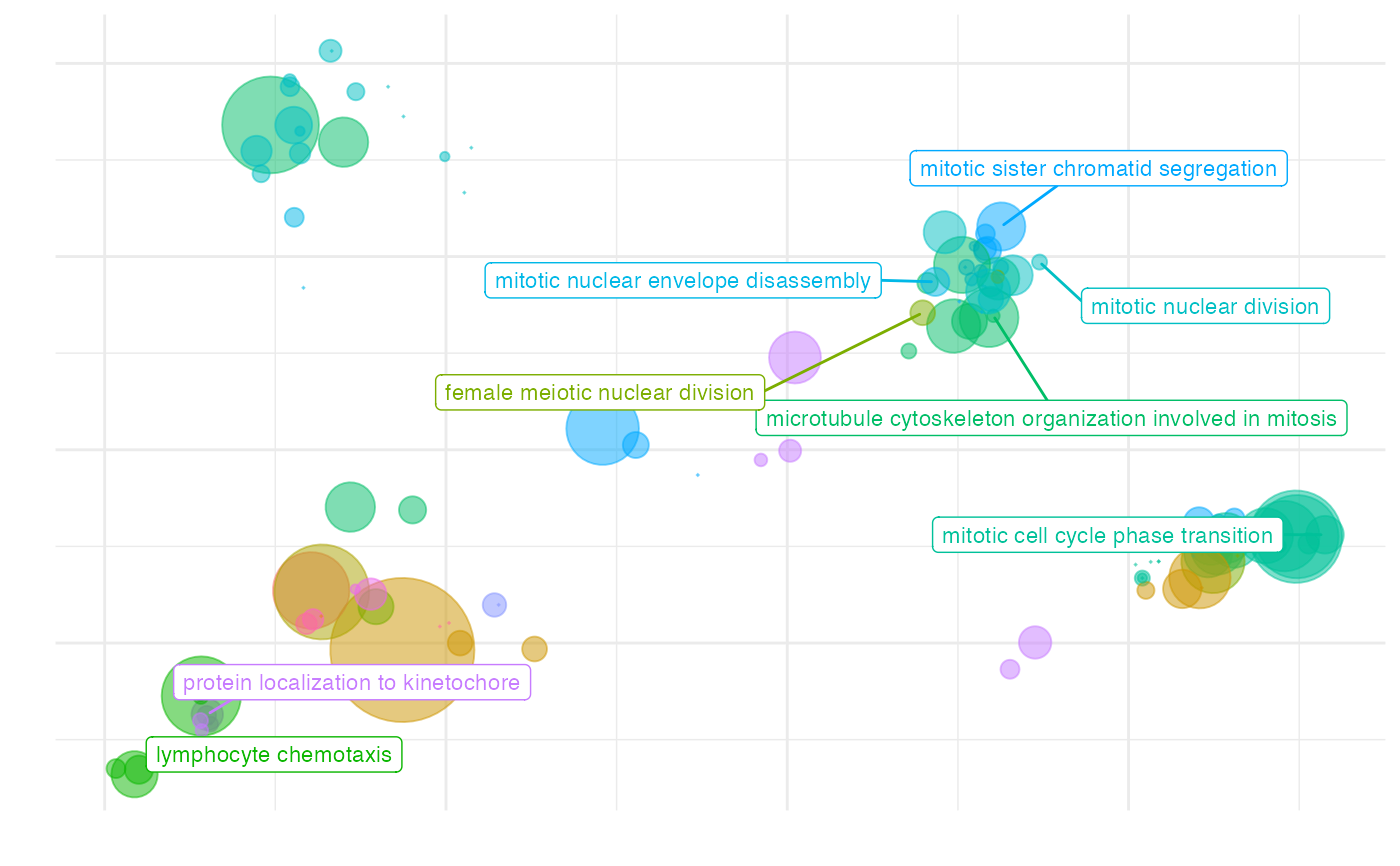 mitotic sister chromatid segregation
mitotic nuclear envelope disassembly
mitotic nuclear division
female meiotic nuclear division
microtubule cytoskeleton organization involved in mitosis
mitotic cell cycle phase transition
protein localization to kinetochore
lymphocyte chemotaxis